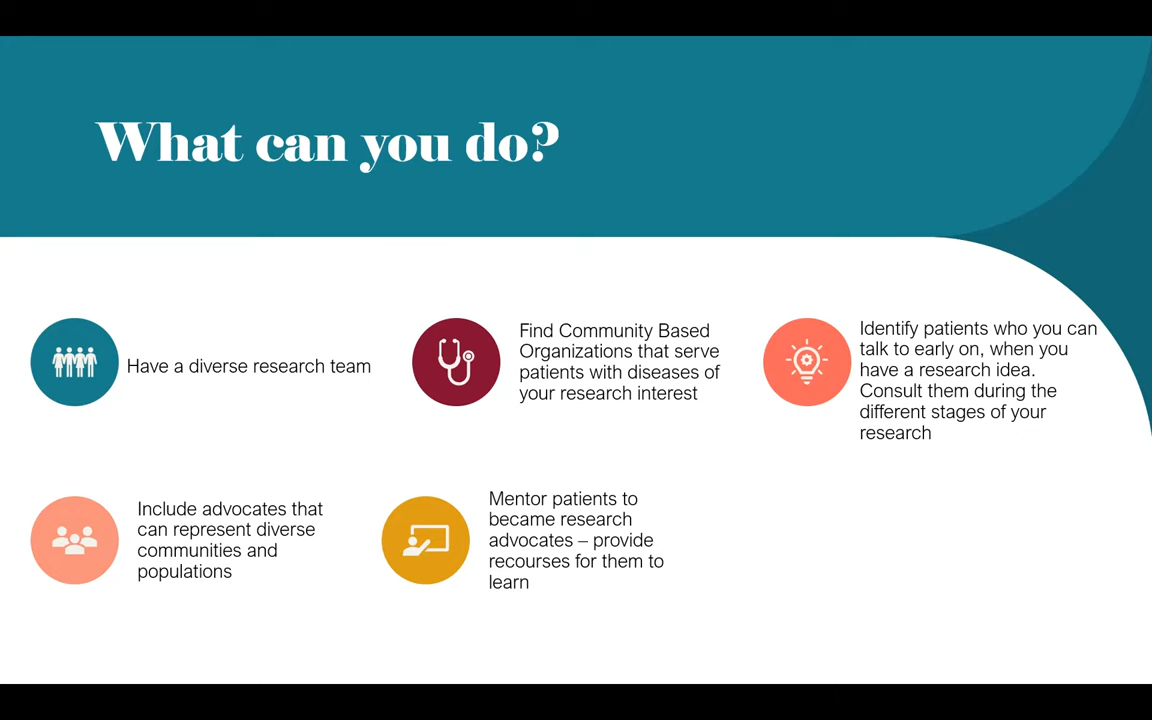 What can you do?
Have a diverse research team
Find Community Based
Organizations that serve
patients with diseases of
your research interest
Identify patients who you can
talk to early on, when you
have a research idea.
Consult them during the
different stages of your
research
Include advocates that
can represent diverse
communities and
populations
Mentor patients to
became research
advocates – provide
recourses for them to
learn